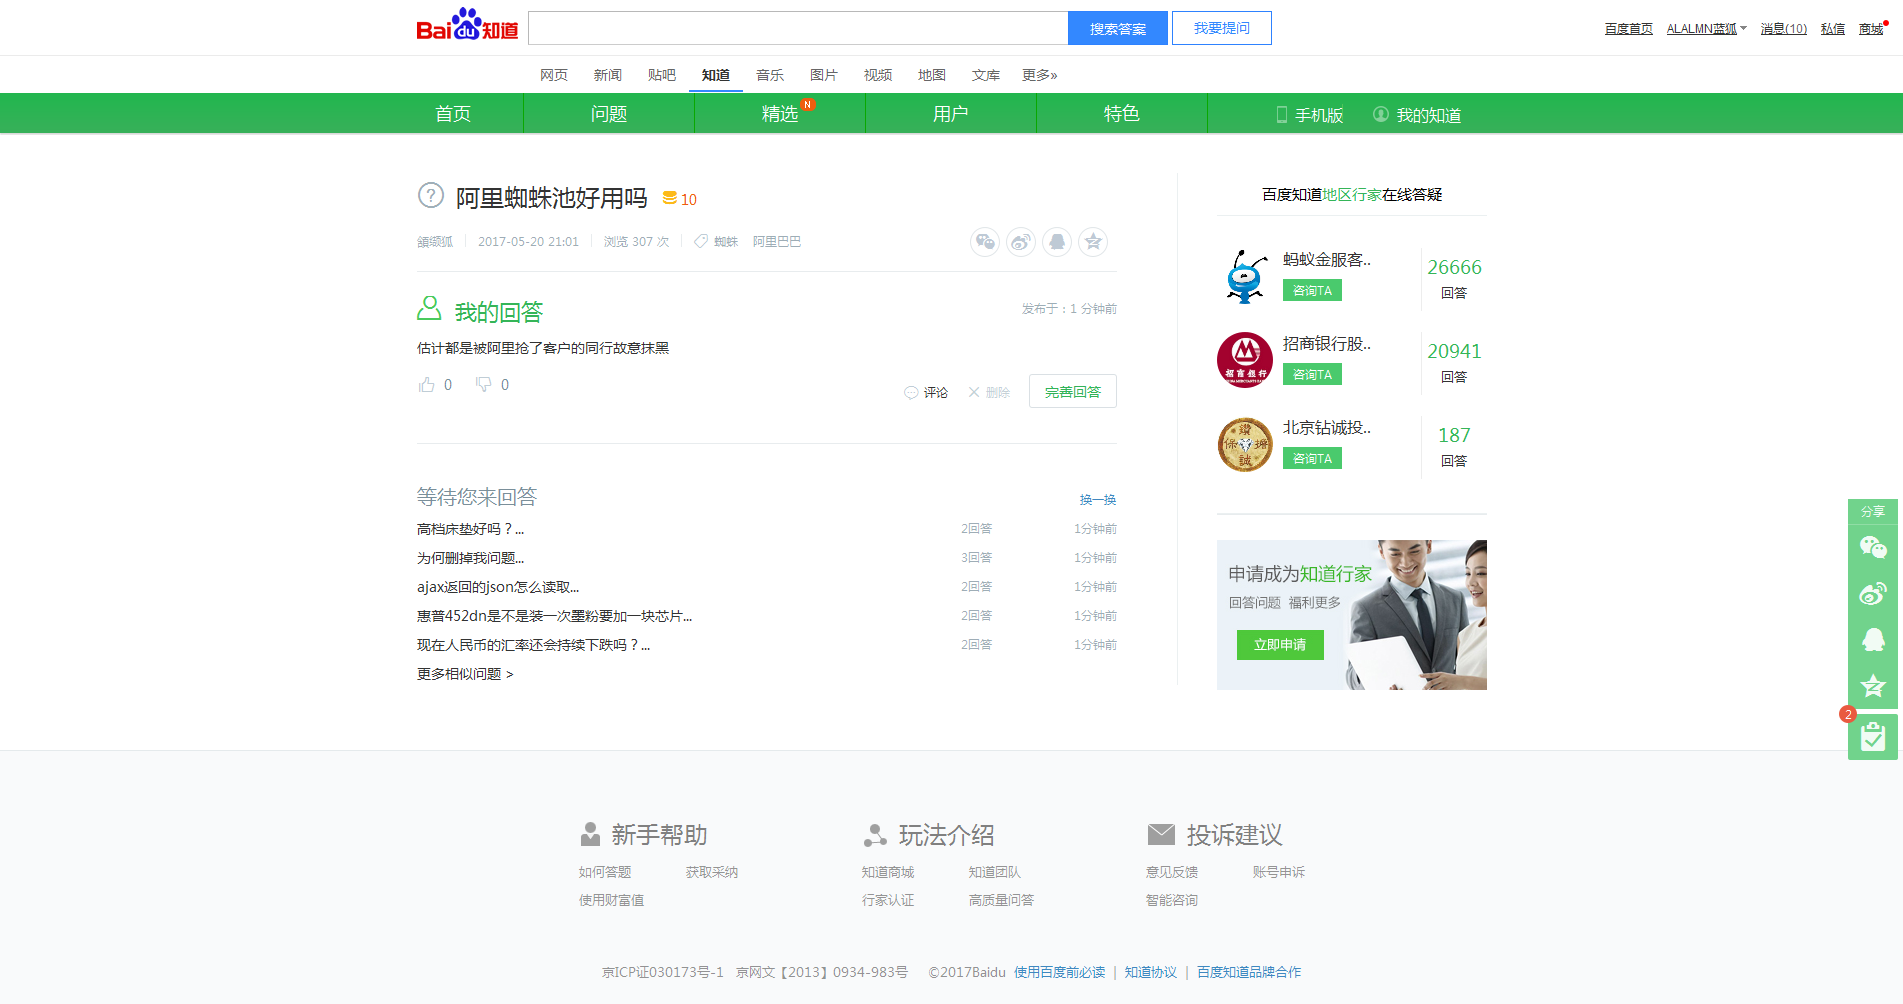 Bai du 知道 搜索答案 我要提问 百度首页 ALALMN蓝狐 消息(10) 私信 商城
网页 新闻 贴吧 知道 音乐 图片 视频 地图 文库 更多»
首页 问题 精选 N 用户 特色 手机版 我的知道
阿里蜘蛛池好用吗 10
2017-05-20 21:01 浏览 307 次 蜘蛛 阿里巴巴
我的回答 发布于：1 分钟前
估计都是被阿里抢了客户的同行故意抹黑
0 0
评论 删除 完善回答
等待您来回答 换一换
高档床垫好吗？... 2回答 1分钟前
为何删掉我问题... 3回答 1分钟前
ajax返回的json怎么读取... 2回答 1分钟前
惠普452dn是不是装一次墨粉要加一块芯片... 2回答 1分钟前
现在人民币的汇率还会持续下跌吗？... 2回答 1分钟前
更多相似问题 >
百度知道地区行家在线答疑
蚂蚁金服客..
咨询TA
26666
回答
招商银行
招商银行股..
咨询TA
20941
回答
北京钻诚投..
咨询TA
187
回答
申请成为知道行家
回答问题 福利更多
立即申请
分享
2
新手帮助
如何答题 获取采纳
使用财富值
玩法介绍
知道商城 知道团队
行家认证 高质量问答
投诉建议
意见反馈 账号申诉
智能咨询
京ICP证030173号-1 京网文【2013】0934-983号 ©2017Baidu 使用百度前必读 | 知道协议 | 百度知道品牌合作